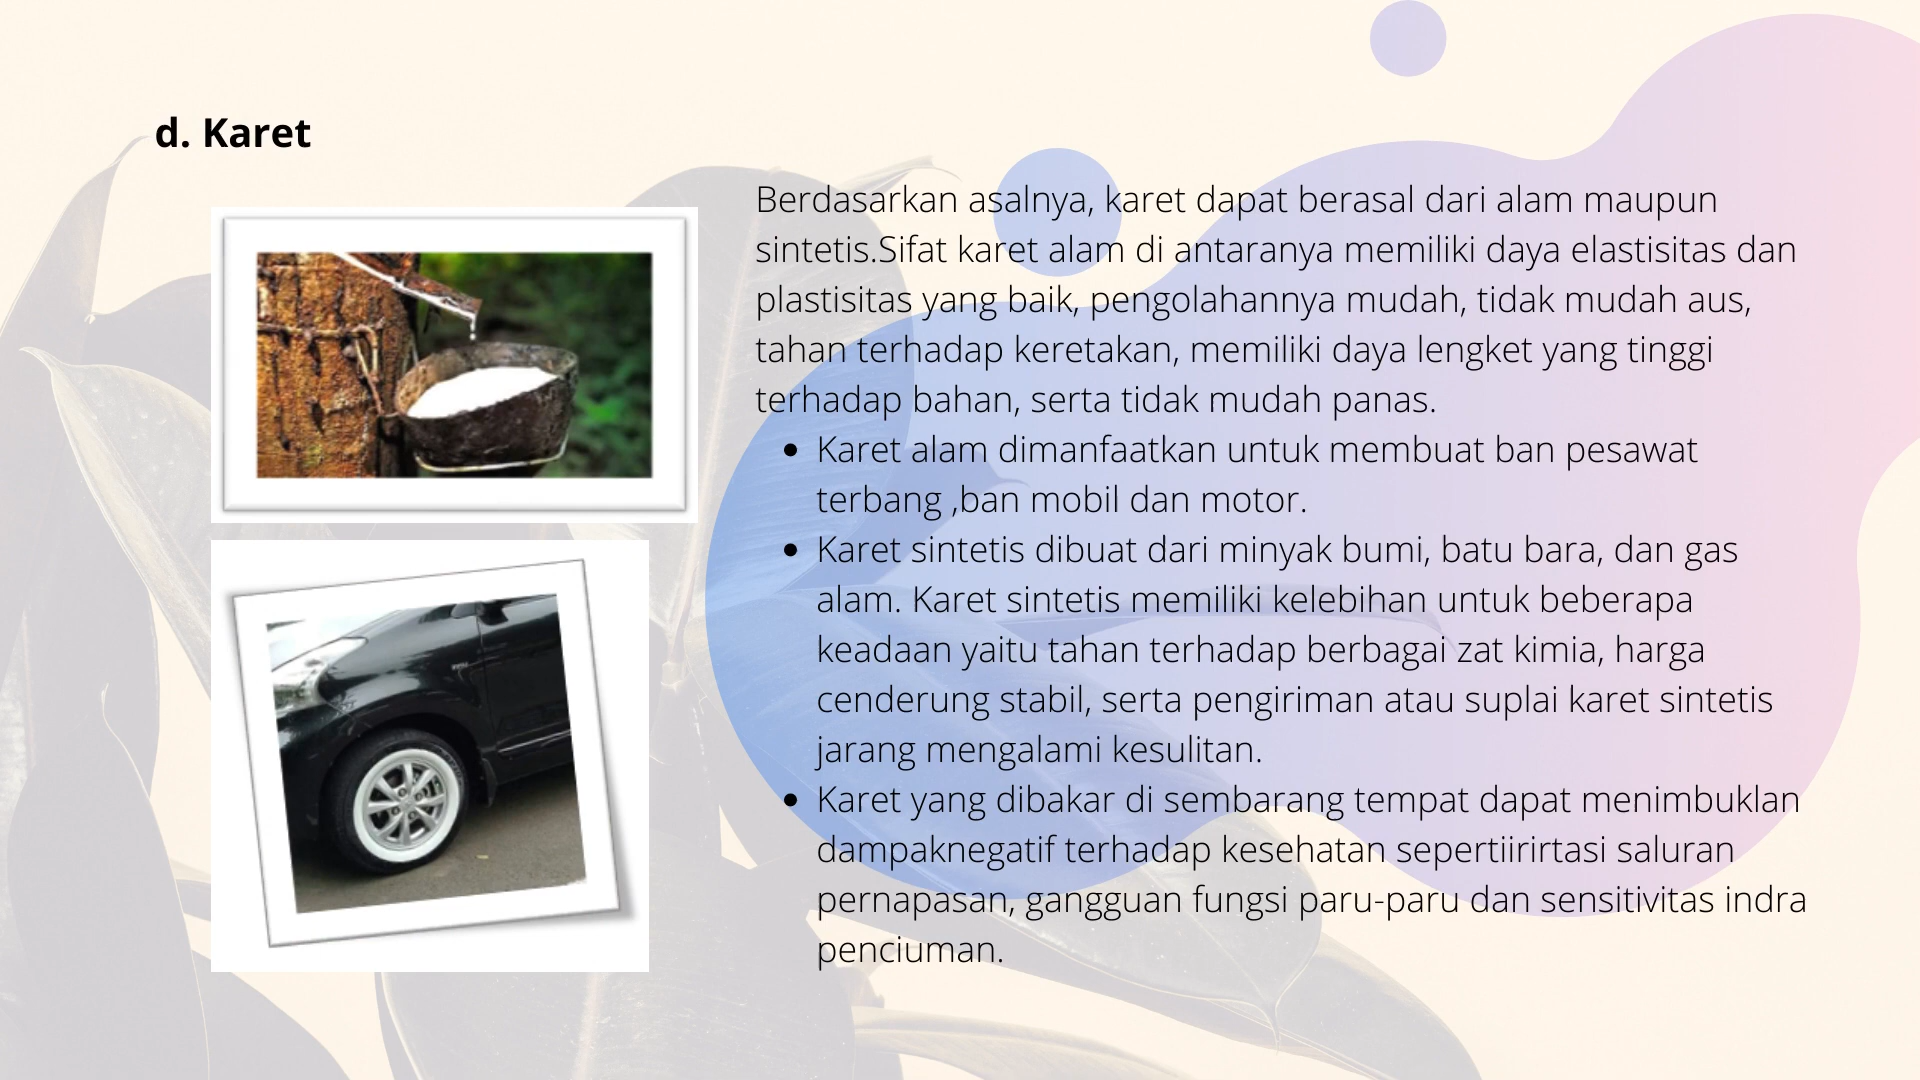 d. Karet
Berdasarkan asalnya, karet dapat berasal dari alam maupun
sintetis.Sifat karet alam di antaranya memiliki daya elastisitas dan
plastisitas yang baik, pengolahannya mudah, tidak mudah aus,
tahan terhadap keretakan, memiliki daya lengket yang tinggi
terhadap bahan, serta tidak mudah panas.
• Karet alam dimanfaatkan untuk membuat ban pesawat
terbang ,ban mobil dan motor.
• Karet sintetis dibuat dari minyak bumi, batu bara, dan gas
alam. Karet sintetis memiliki kelebihan untuk beberapa
keadaan yaitu tahan terhadap berbagai zat kimia, harga
cenderung stabil, serta pengiriman atau suplai karet sintetis
jarang mengalami kesulitan.
• Karet yang dibakar di sembarang tempat dapat menimbuklan
dampaknegatif terhadap kesehatan sepertiirirtasi saluran
pernapasan, gangguan fungsi paru-paru dan sensitivitas indra
penciuman.